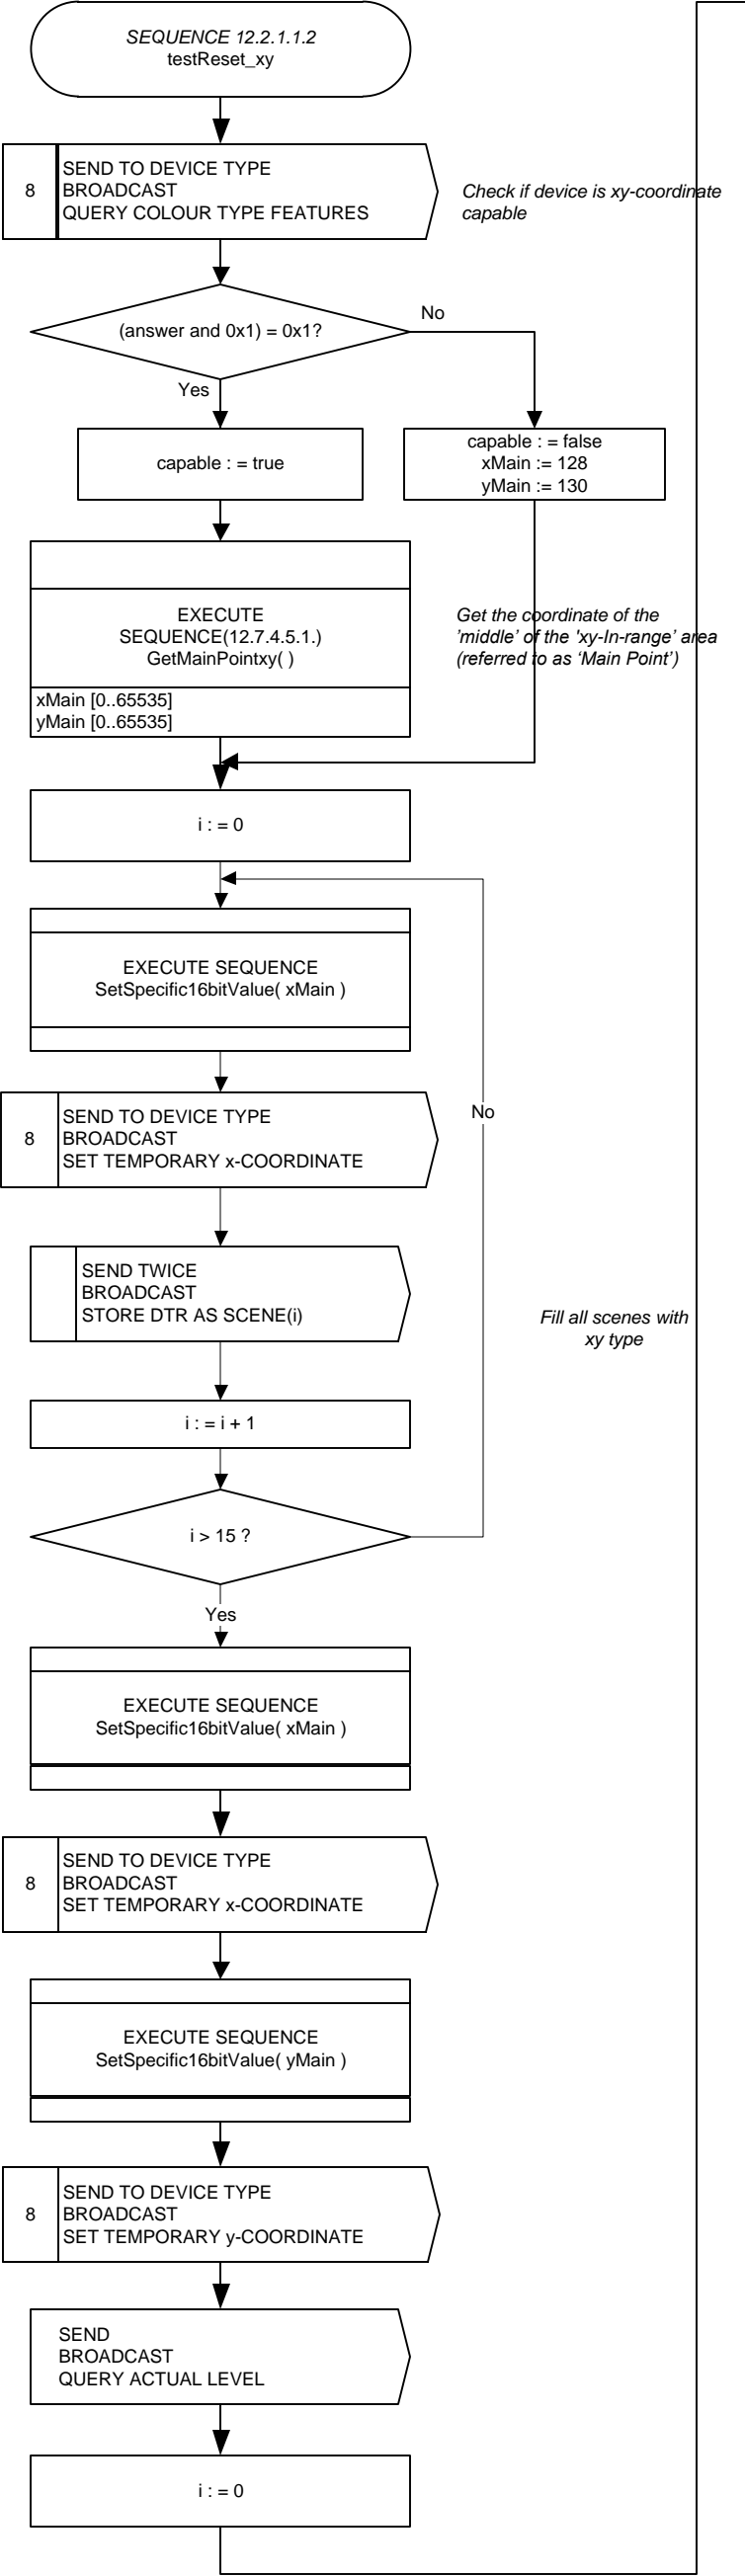 SEQUENCE 12.2.1.1.2
testReset_xy
8
SEND TO DEVICE TYPE
BROADCAST
QUERY COLOUR TYPE FEATURES
Check if device is xy-coordinate
capable
(answer and 0x1) = 0x1?
No
Yes
capable : = true
capable : = false
xMain := 128
yMain := 130
EXECUTE
SEQUENCE(12.7.4.5.1.)
GetMainPointxy( )
xMain [0..65535]
yMain [0..65535]
Get the coordinate of the
'middle' of the 'xy-In-range' area
(referred to as ‘Main Point’)
i : = 0
EXECUTE SEQUENCE
SetSpecific16bitValue( xMain )
8
SEND TO DEVICE TYPE
BROADCAST
SET TEMPORARY x-COORDINATE
No
SEND TWICE
BROADCAST
STORE DTR AS SCENE(i)
Fill all scenes with
xy type
i : = i + 1
i > 15 ?
Yes
EXECUTE SEQUENCE
SetSpecific16bitValue( xMain )
8
SEND TO DEVICE TYPE
BROADCAST
SET TEMPORARY x-COORDINATE
EXECUTE SEQUENCE
SetSpecific16bitValue( yMain )
8
SEND TO DEVICE TYPE
BROADCAST
SET TEMPORARY y-COORDINATE
SEND
BROADCAST
QUERY ACTUAL LEVEL
i : = 0